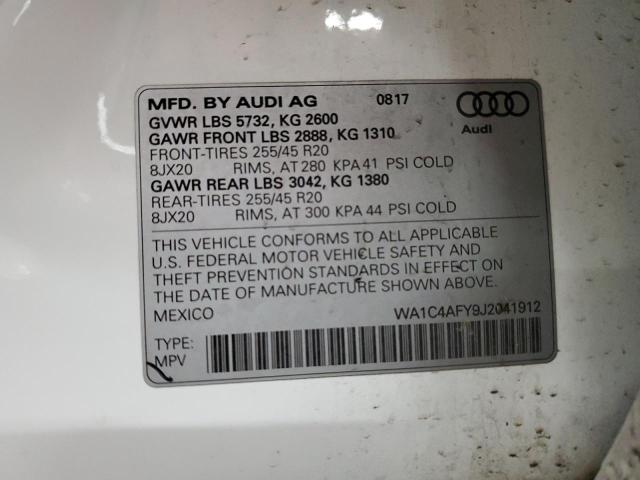 MFD. BY AUDI AG 0817
GVWR LBS 5732, KG 2600
GAWR FRONT LBS 2888, KG 1310
FRONT-TIRES 255/45 R20
8JX20 RIMS, AT 280 KPA 41 PSI COLD
GAWR REAR LBS 3042, KG 1380
REAR-TIRES 255/45 R20
8JX20 RIMS, AT 300 KPA 44 PSI COLD
Audi
THIS VEHICLE CONFORMS TO ALL APPLICABLE
U.S. FEDERAL MOTOR VEHICLE SAFETY AND
THEFT PREVENTION STANDARDS IN EFFECT ON
THE DATE OF MANUFACTURE SHOWN ABOVE.
MEXICO WA1C4AFY9J2041912
TYPE:
MPV